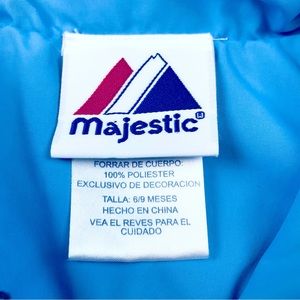 majestic
FORRAR DE CUERPO:
100% POLIESTER
EXCLUSIVO DE DECORACION
TALLA: 6/9 MESES
HECHO EN CHINA
VEA EL REVES PARA EL
CUIDADO